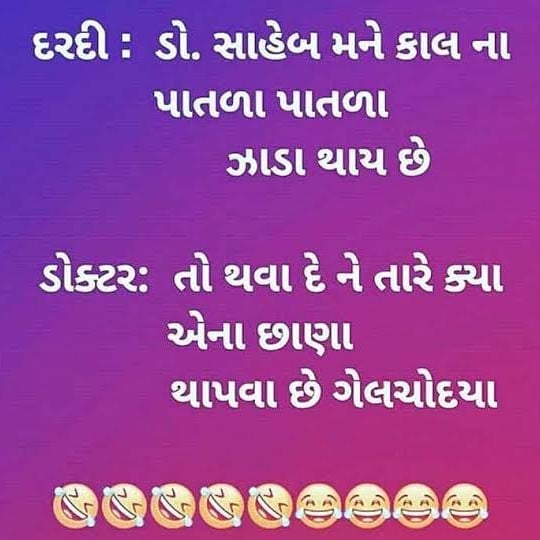 દરદી : ડો. સાહેબ મને કાલ ના
પાતળા પાતળા
ઝાડા થાય છે
ડોક્ટર: તો થવા દે ને તારે ક્યા
એના છાણા
થાપવા છે ગેલચોદયા